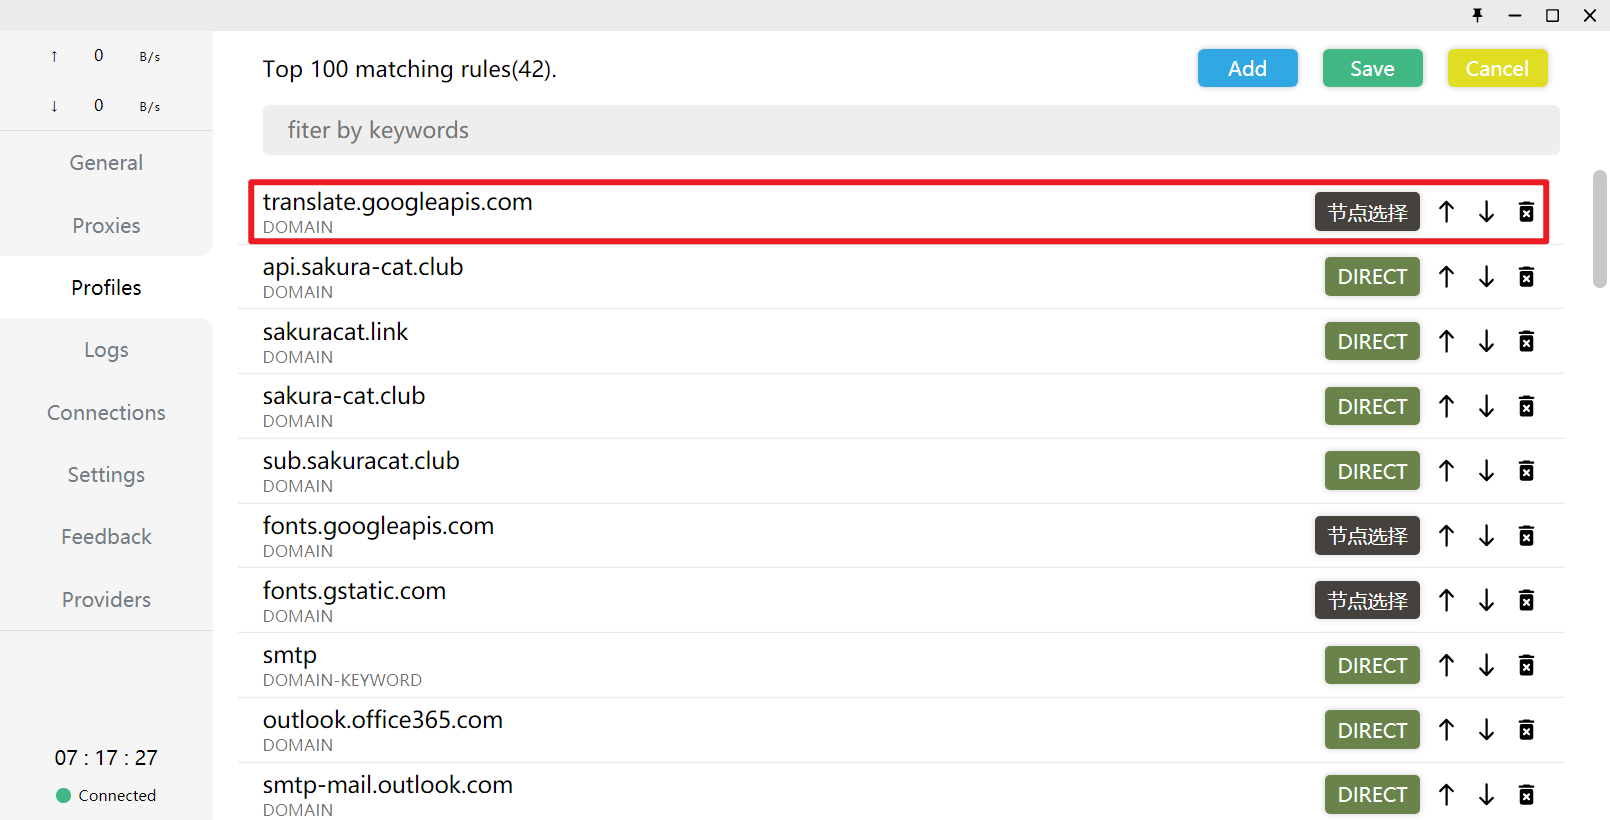 ↑ 0 B/s
↓ 0 B/s
General
Proxies
Profiles
Logs
Connections
Settings
Feedback
Providers
07 : 17 : 27
Connected
Top 100 matching rules(42).
Add
Save
Cancel
fiter by keywords
translate.googleapis.com
DOMAIN
节点选择
api.sakura-cat.club
DOMAIN
DIRECT
sakuracat.link
DOMAIN
DIRECT
sakura-cat.club
DOMAIN
DIRECT
sub.sakuracat.club
DOMAIN
DIRECT
fonts.googleapis.com
DOMAIN
节点选择
fonts.gstatic.com
DOMAIN
节点选择
smtp
DOMAIN-KEYWORD
DIRECT
outlook.office365.com
DOMAIN
DIRECT
smtp-mail.outlook.com
DOMAIN
DIRECT